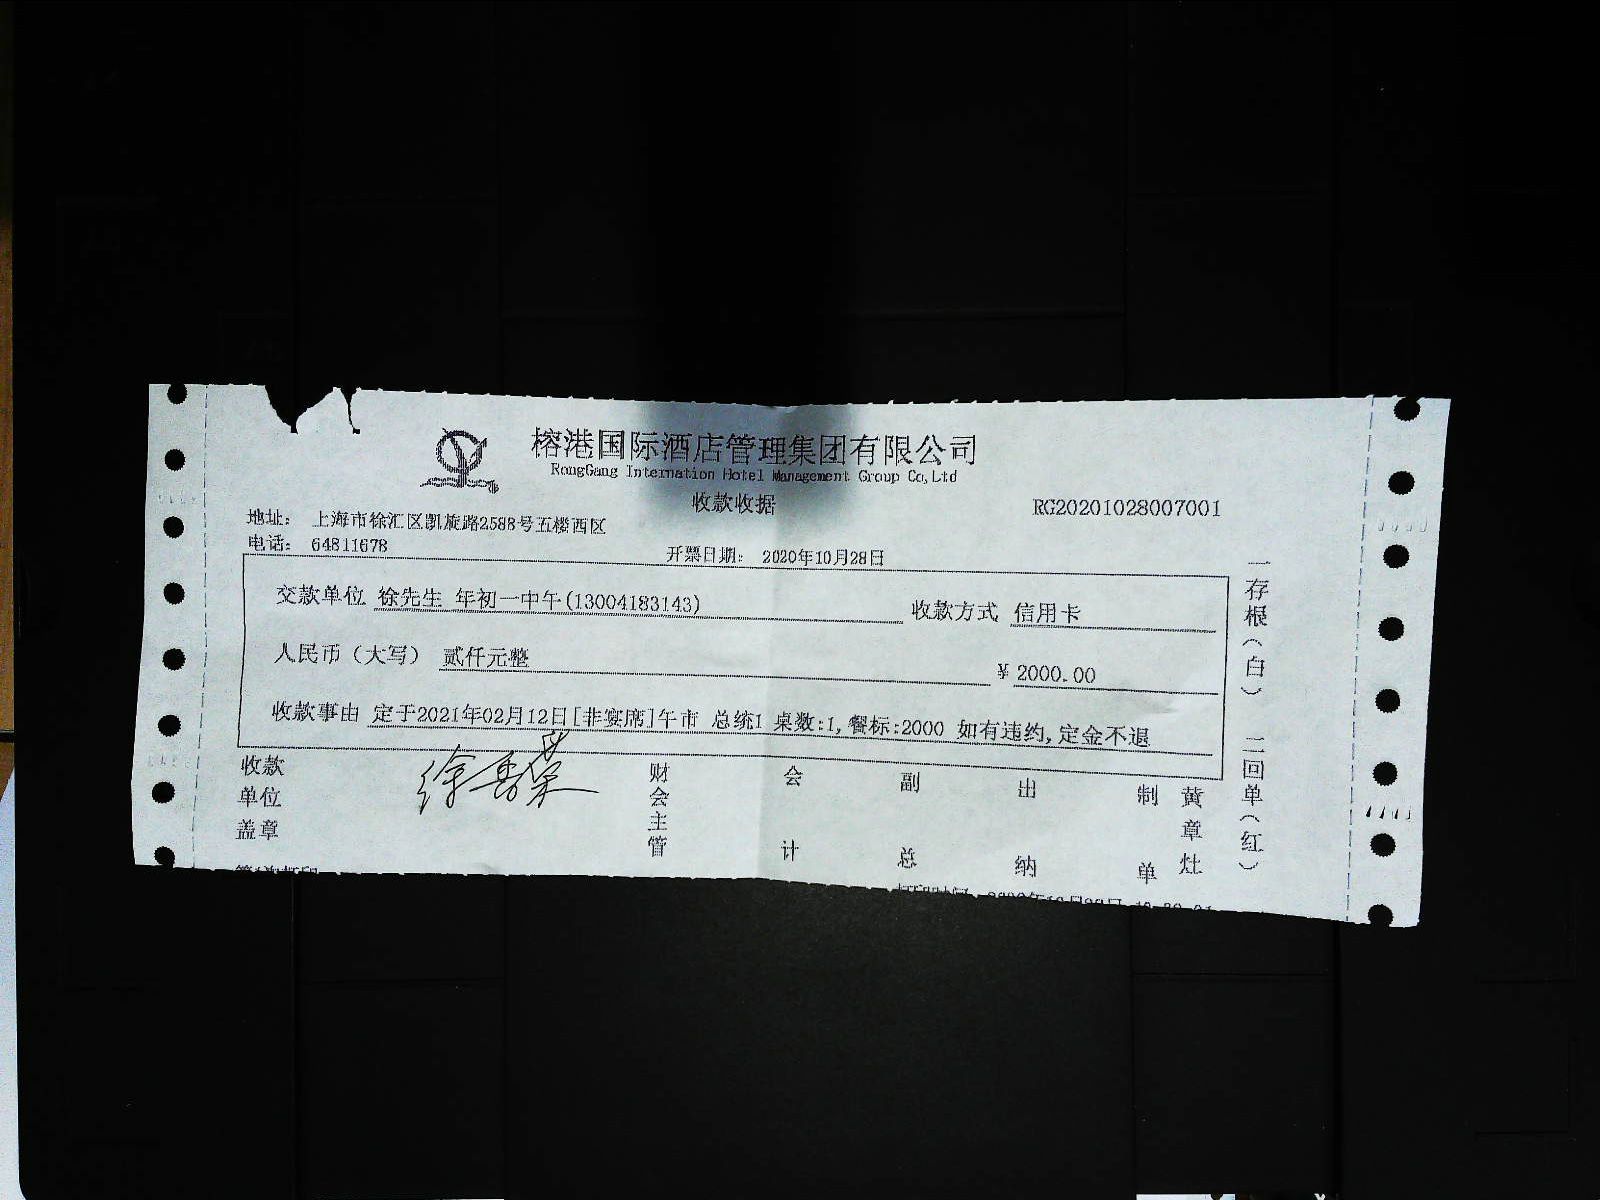 榕港国际酒店管理集团有限公司
RongGang Internation Hotel Management Group Co,Ltd
收款收据
RG20201028007001
地址： 上海市徐汇区凯旋路2588号五楼西区
电话： 64811678
开票日期： 2020年10月28日
交款单位 徐先生 年初一中午(13004183143) 收款方式 信用卡
人民币（大写） 贰仟元整 ¥ 2000.00
收款事由 定于2021年02月12日[非宴席]午市 总统1 桌数:1,餐标:2000 如有违约,定金不退
收款单位盖章
财会主管
会计
副总
出纳
制单
黄章灶
一存根（白）
二回单（红）